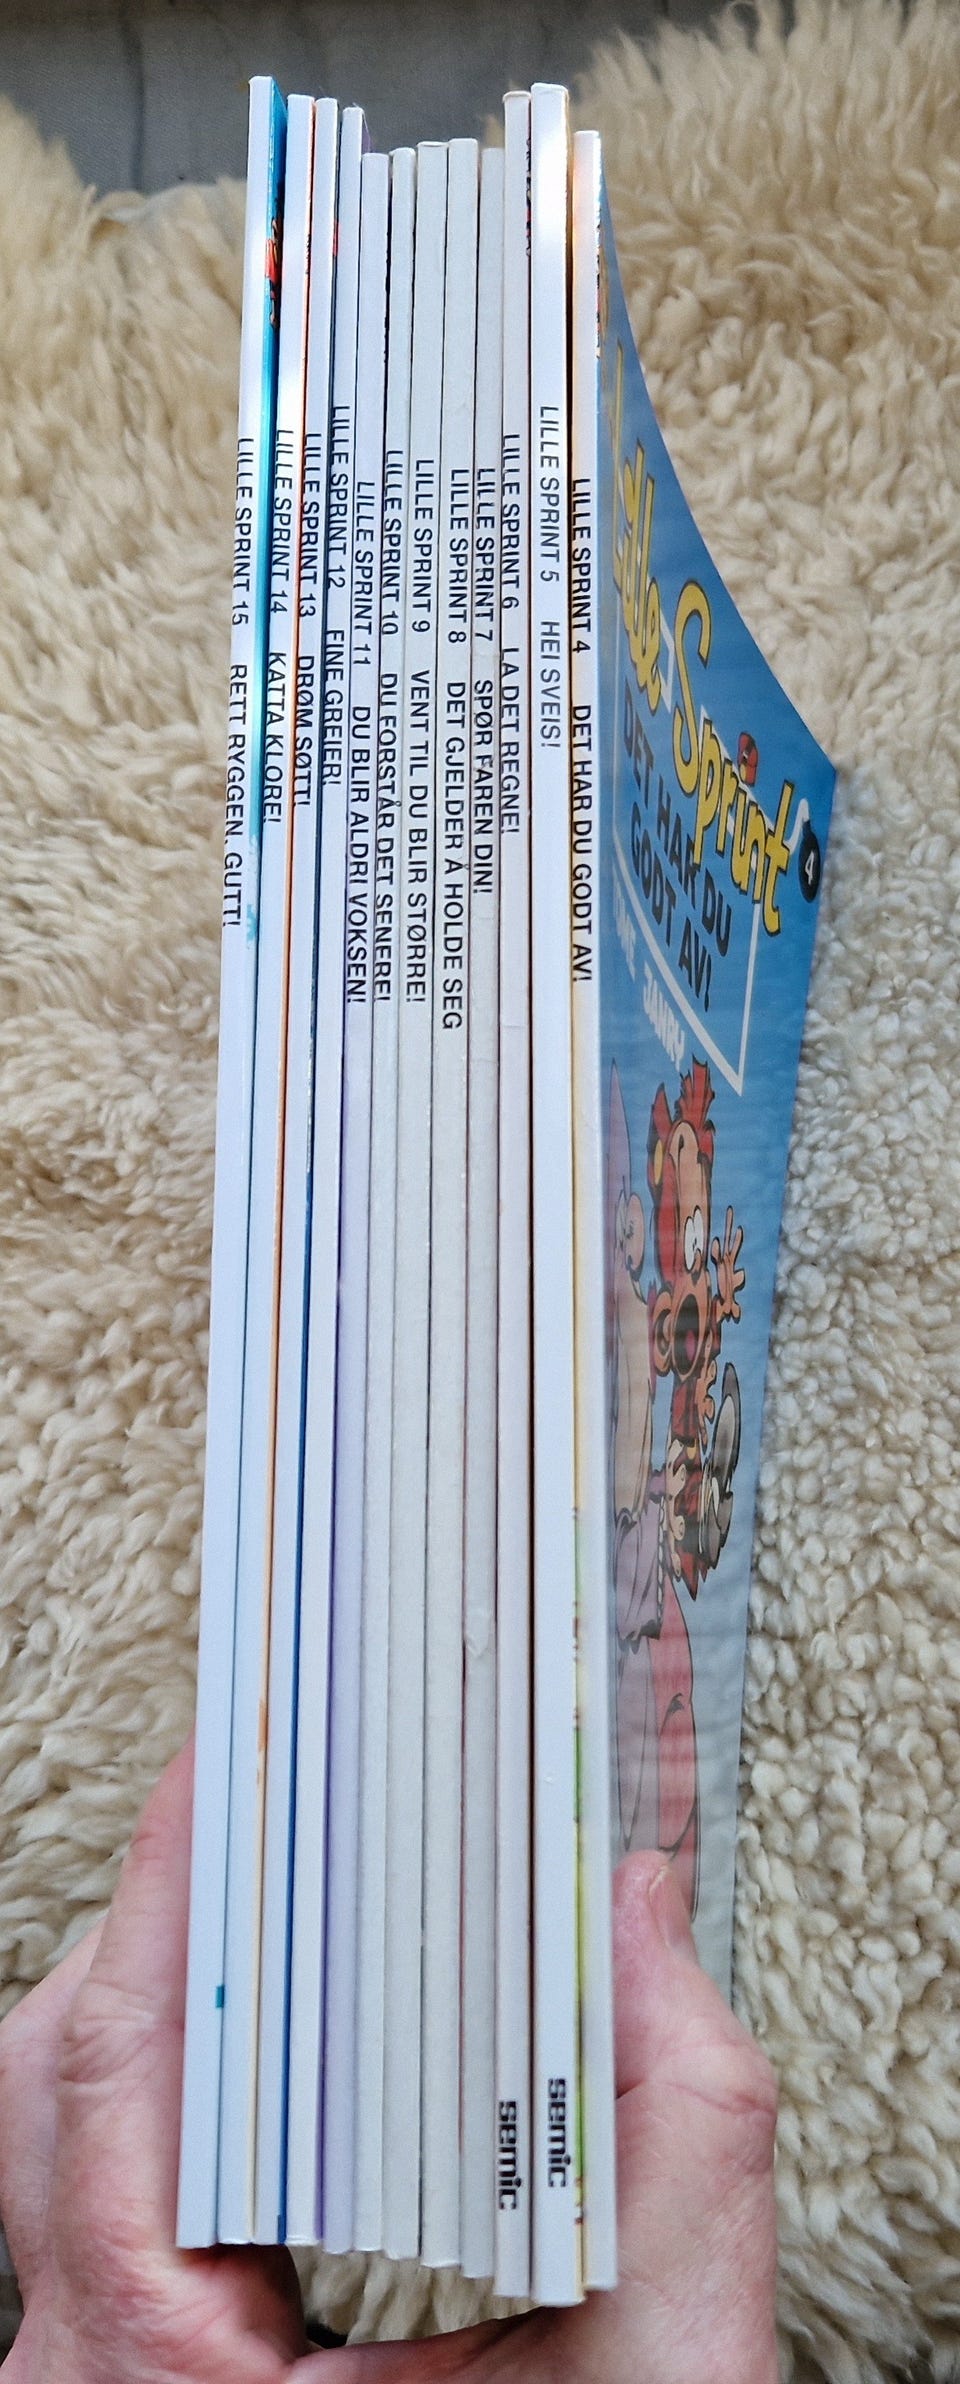 LILLE SPRINT 15 RETT RYGGEN, GUTT!
LILLE SPRINT 14 KATTA KLORE!
LILLE SPRINT 13 DRØM SØTT!
LILLE SPRINT 12 FINE GREIER!
LILLE SPRINT 11 DU BLIR ALDRI VOKSEN!
LILLE SPRINT 10 DU FORSTÅR DET SENERE!
LILLE SPRINT 9 VENT TIL DU BLIR STØRRE!
LILLE SPRINT 8 DET GJELDER Å HOLDE SEG
LILLE SPRINT 7 SPØR FAREN DIN!
LILLE SPRINT 6 LA DET REGNE!
semic
LILLE SPRINT 5 HEI SVEIS!
semic
LILLE SPRINT 4 DET HAR DU GODT AV!
Lille Sprint
4
DET HAR DU
GODT AV!
TOME JANRY